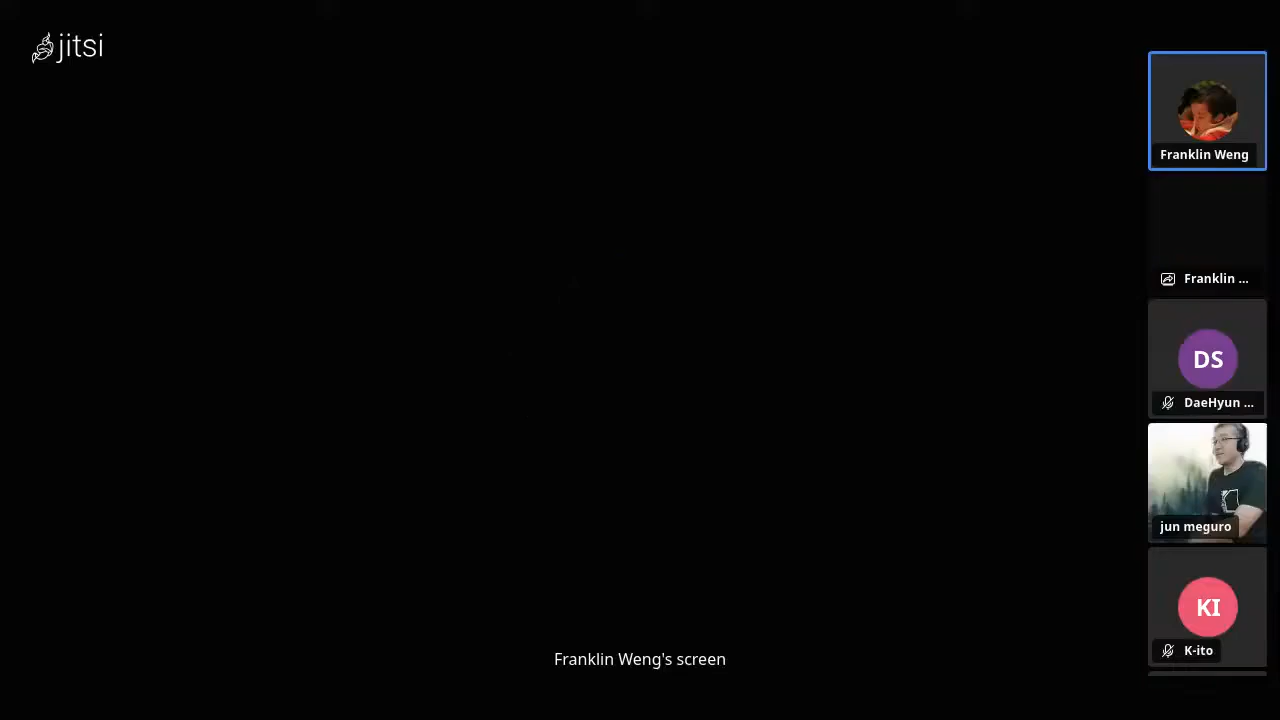 jitsi
Franklin Weng
Franklin ...
DS
DaeHyun ...
jun meguro
KI
K-ito
Franklin Weng's screen